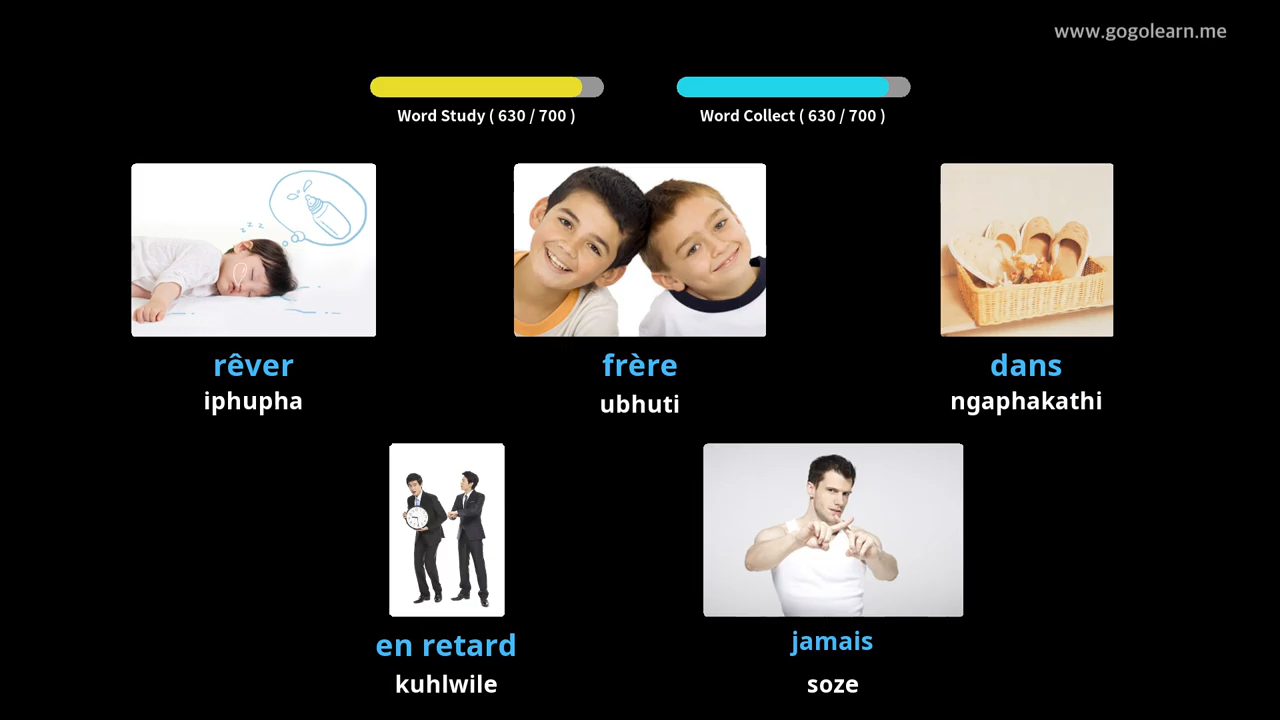 www.gogolearn.me
Word Study ( 630 / 700 )
Word Collect ( 630 / 700 )
rêver
iphupha
frère
ubhuti
dans
ngaphakathi
en retard
kuhlwile
jamais
soze